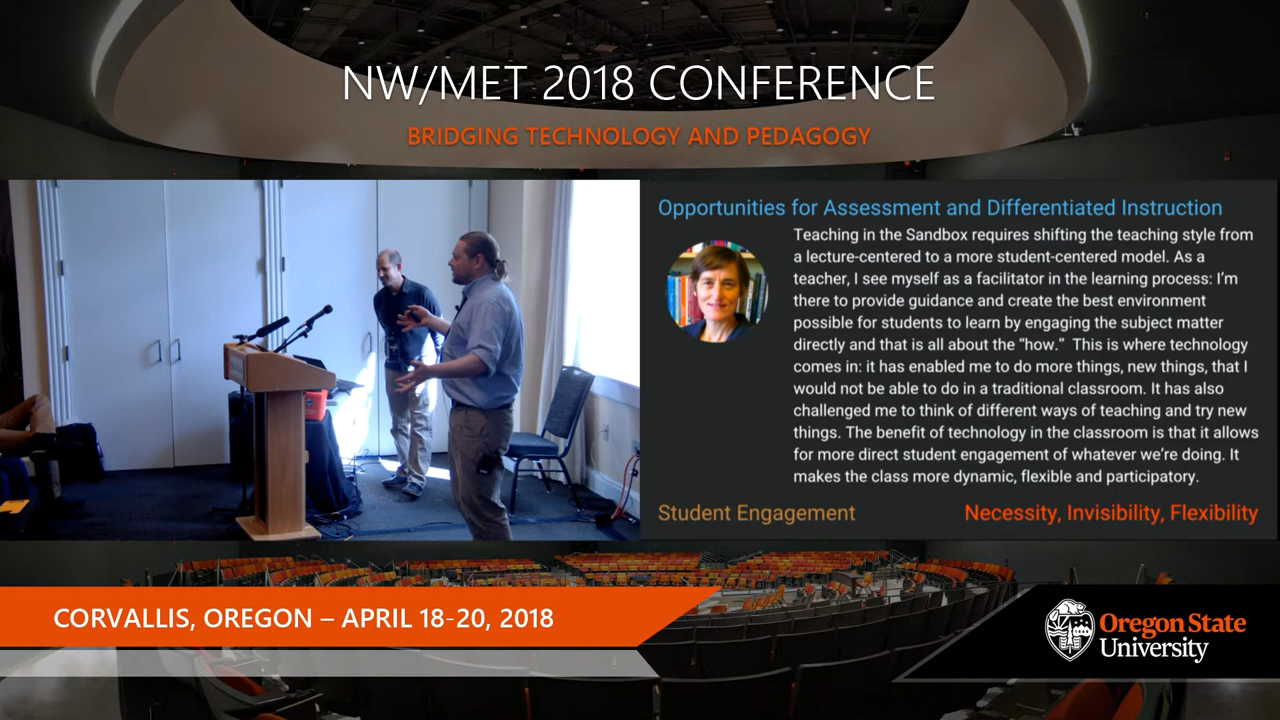 NW/MET 2018 CONFERENCE
BRIDGING TECHNOLOGY AND PEDAGOGY
Opportunities for Assessment and Differentiated Instruction
Teaching in the Sandbox requires shifting the teaching style from
a lecture-centered to a more student-centered model. As a
teacher, I see myself as a facilitator in the learning process: I'm
there to provide guidance and create the best environment
possible for students to learn by engaging the subject matter
directly and that is all about the “how.” This is where technology
comes in: it has enabled me to do more things, new things, that I
would not be able to do in a traditional classroom. It has also
challenged me to think of different ways of teaching and try new
things. The benefit of technology in the classroom is that it allows
for more direct student engagement of whatever we're doing. It
makes the class more dynamic, flexible and participatory.
Student Engagement
Necessity, Invisibility, Flexibility
CORVALLIS, OREGON – APRIL 18-20, 2018
Oregon State
University